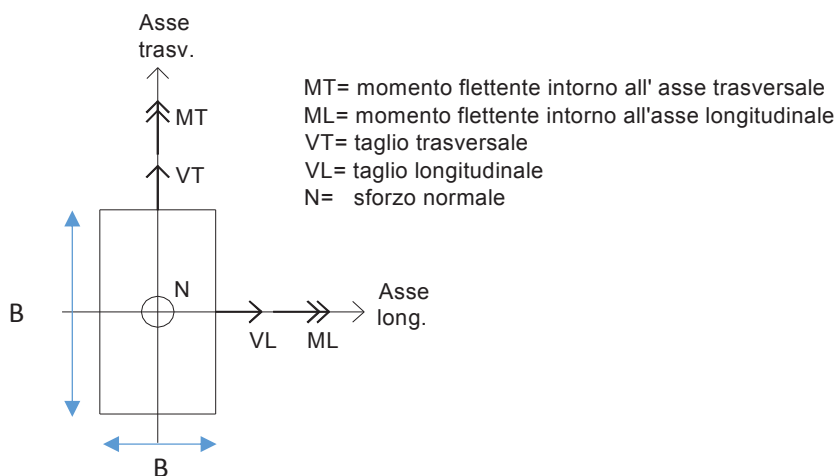 Asse
trasv.
MT
VT
MT= momento flettente intorno all' asse trasversale
ML= momento flettente intorno all'asse longitudinale
VT= taglio trasversale
VL= taglio longitudinale
N= sforzo normale
N
Asse
long.
B
VL ML
B